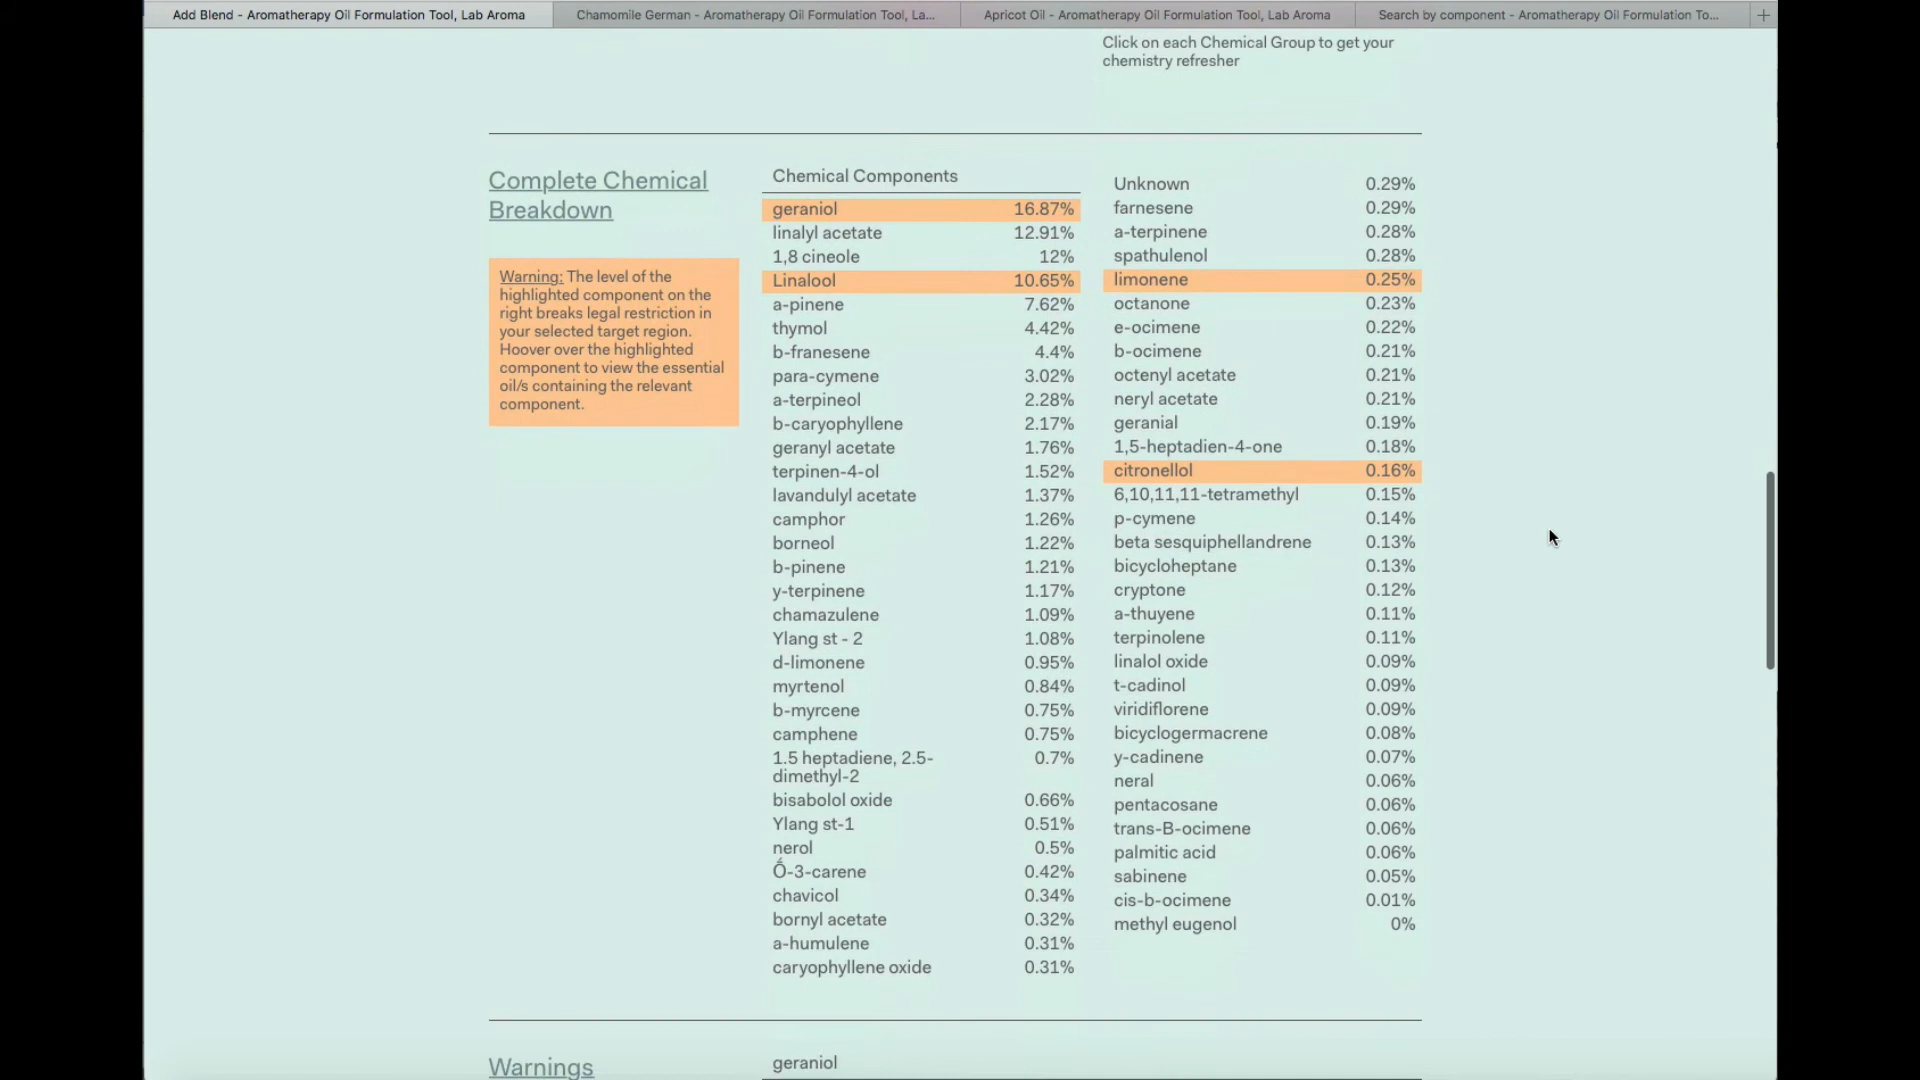 Add Blend - Aromatherapy Oil Formulation Tool, Lab Aroma
Chamomile German - Aromatherapy Oil Formulation Tool, La...
Apricot Oil - Aromatherapy Oil Formulation Tool, Lab Aroma
Search by component - Aromatherapy Oil Formulation To...
Click on each Chemical Group to get your
chemistry refresher
Complete Chemical
Breakdown
Warning: The level of the
highlighted component on the
right breaks legal restriction in
your selected target region.
Hoover over the highlighted
component to view the essential
oil/s containing the relevant
component.
Chemical Components
geraniol 16.87%
linalyl acetate 12.91%
1,8 cineole 12%
Linalool 10.65%
a-pinene 7.62%
thymol 4.42%
b-franesene 4.4%
para-cymene 3.02%
a-terpineol 2.28%
b-caryophyllene 2.17%
geranyl acetate 1.76%
terpinen-4-ol 1.52%
lavandulyl acetate 1.37%
camphor 1.26%
borneol 1.22%
b-pinene 1.21%
y-terpinene 1.17%
chamazulene 1.09%
Ylang st - 2 1.08%
d-limonene 0.95%
myrtenol 0.84%
b-myrcene 0.75%
camphene 0.75%
1.5 heptadiene, 2.5- 0.7%
dimethyl-2
bisabolol oxide 0.66%
Ylang st-1 0.51%
nerol 0.5%
Ố-3-carene 0.42%
chavicol 0.34%
bornyl acetate 0.32%
a-humulene 0.31%
caryophyllene oxide 0.31%
Unknown 0.29%
farnesene 0.29%
a-terpinene 0.28%
spathulenol 0.28%
limonene 0.25%
octanone 0.23%
e-ocimene 0.22%
b-ocimene 0.21%
octenyl acetate 0.21%
neryl acetate 0.21%
geranial 0.19%
1,5-heptadien-4-one 0.18%
citronellol 0.16%
6,10,11,11-tetramethyl 0.15%
p-cymene 0.14%
beta sesquiphellandrene 0.13%
bicycloheptane 0.13%
cryptone 0.12%
a-thuyene 0.11%
terpinolene 0.11%
linalol oxide 0.09%
t-cadinol 0.09%
viridiflorene 0.09%
bicyclogermacrene 0.08%
y-cadinene 0.07%
neral 0.06%
pentacosane 0.06%
trans-B-ocimene 0.06%
palmitic acid 0.06%
sabinene 0.05%
cis-b-ocimene 0.01%
methyl eugenol 0%
Warnings
geraniol